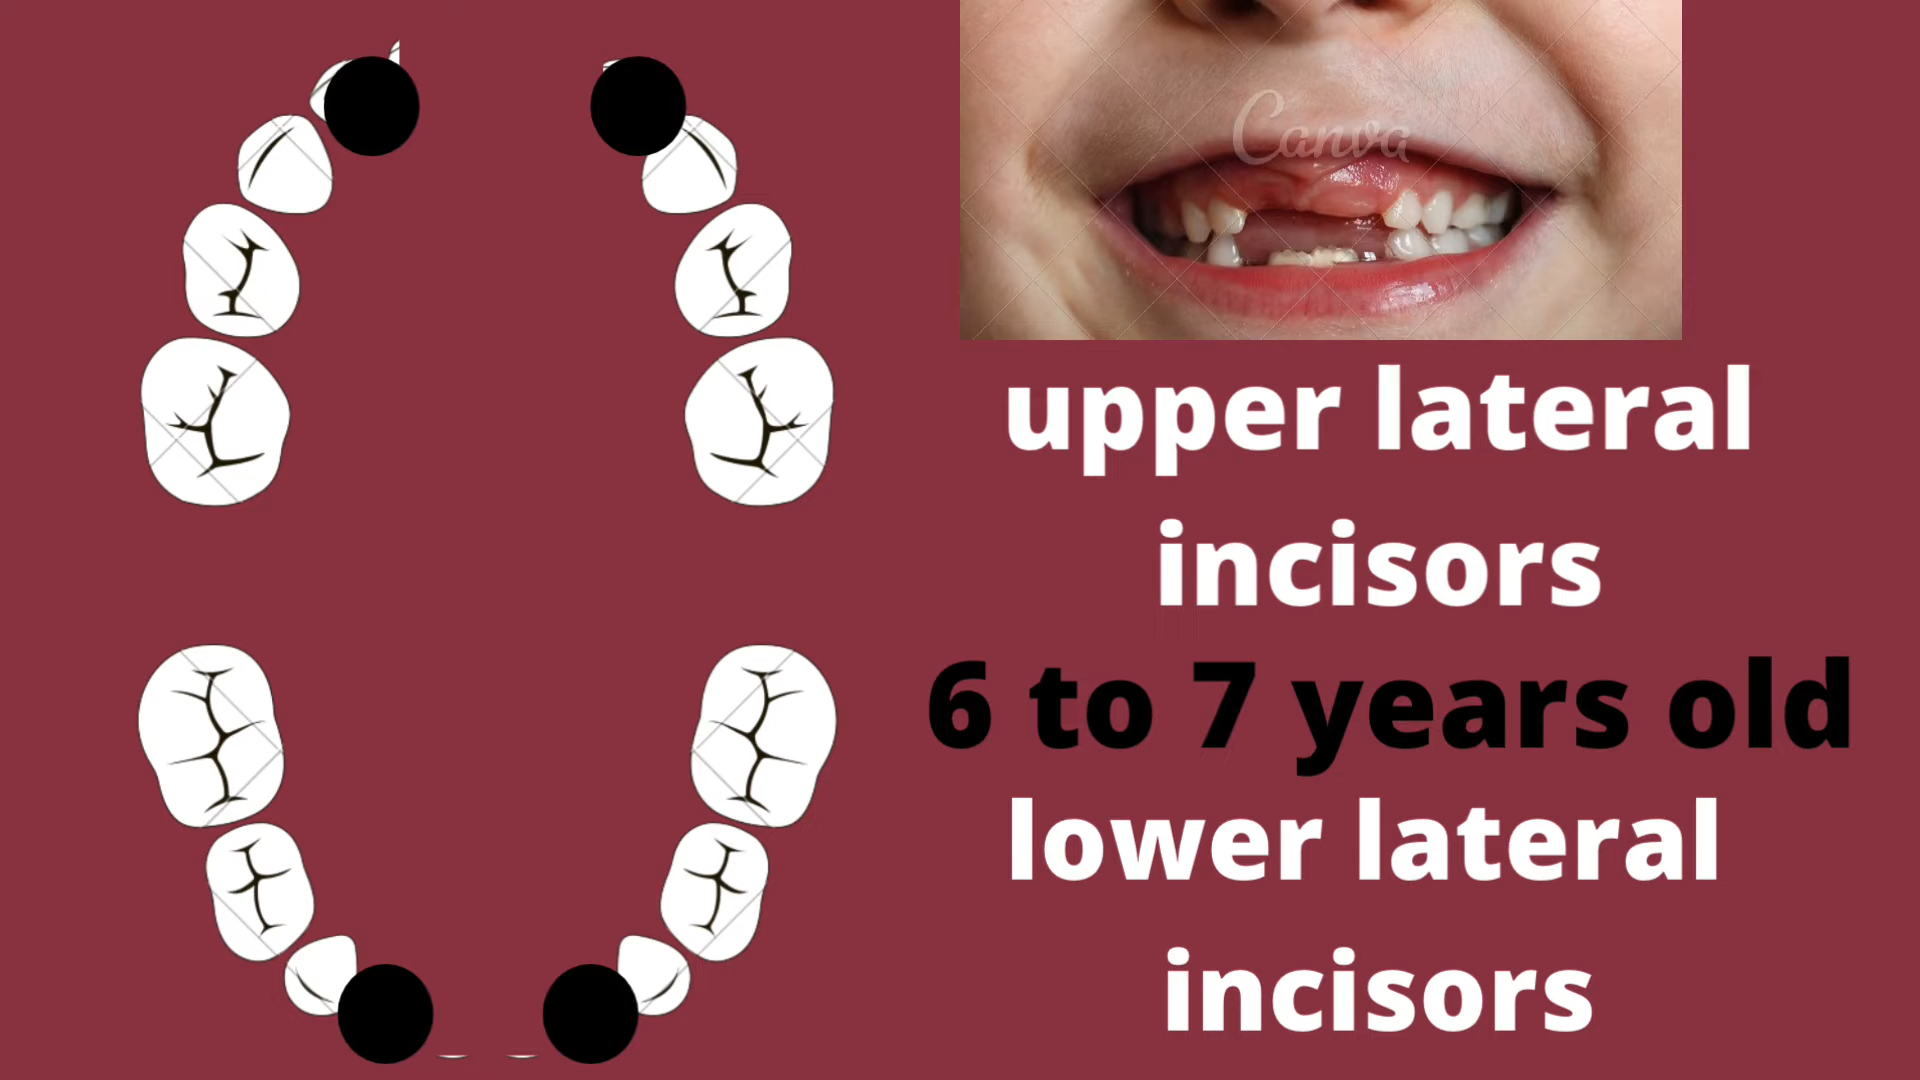 Canva
upper lateral
incisors
6 to 7 years old
lower lateral
incisors